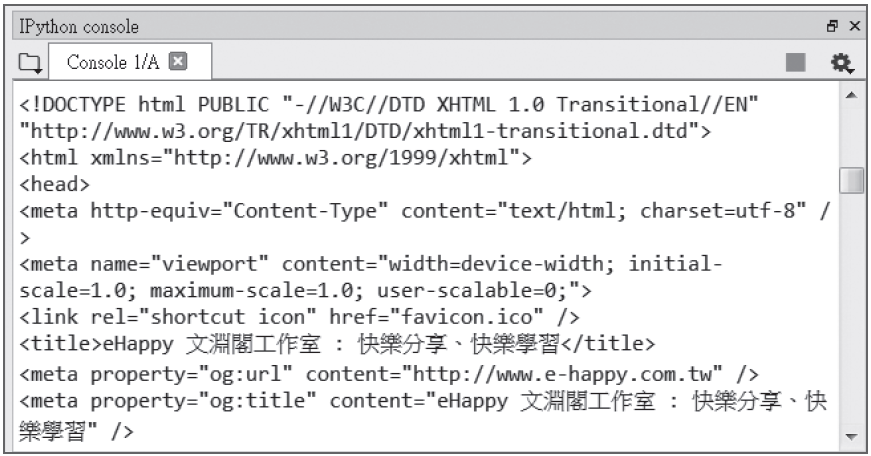 IPython console
Console 1/A
<!DOCTYPE html PUBLIC "-//W3C//DTD XHTML 1.0 Transitional//EN"
"http://www.w3.org/TR/xhtml1/DTD/xhtml1-transitional.dtd">
<html xmlns="http://www.w3.org/1999/xhtml">
<head>
<meta http-equiv="Content-Type" content="text/html; charset=utf-8" /
>
<meta name="viewport" content="width=device-width; initial-
scale=1.0; maximum-scale=1.0; user-scalable=0;">
<link rel="shortcut icon" href="favicon.ico" />
<title>eHappy 文淵閣工作室 : 快樂分享、快樂學習</title>
<meta property="og:url" content="http://www.e-happy.com.tw" />
<meta property="og:title" content="eHappy 文淵閣工作室 : 快樂分享、快
樂學習" />